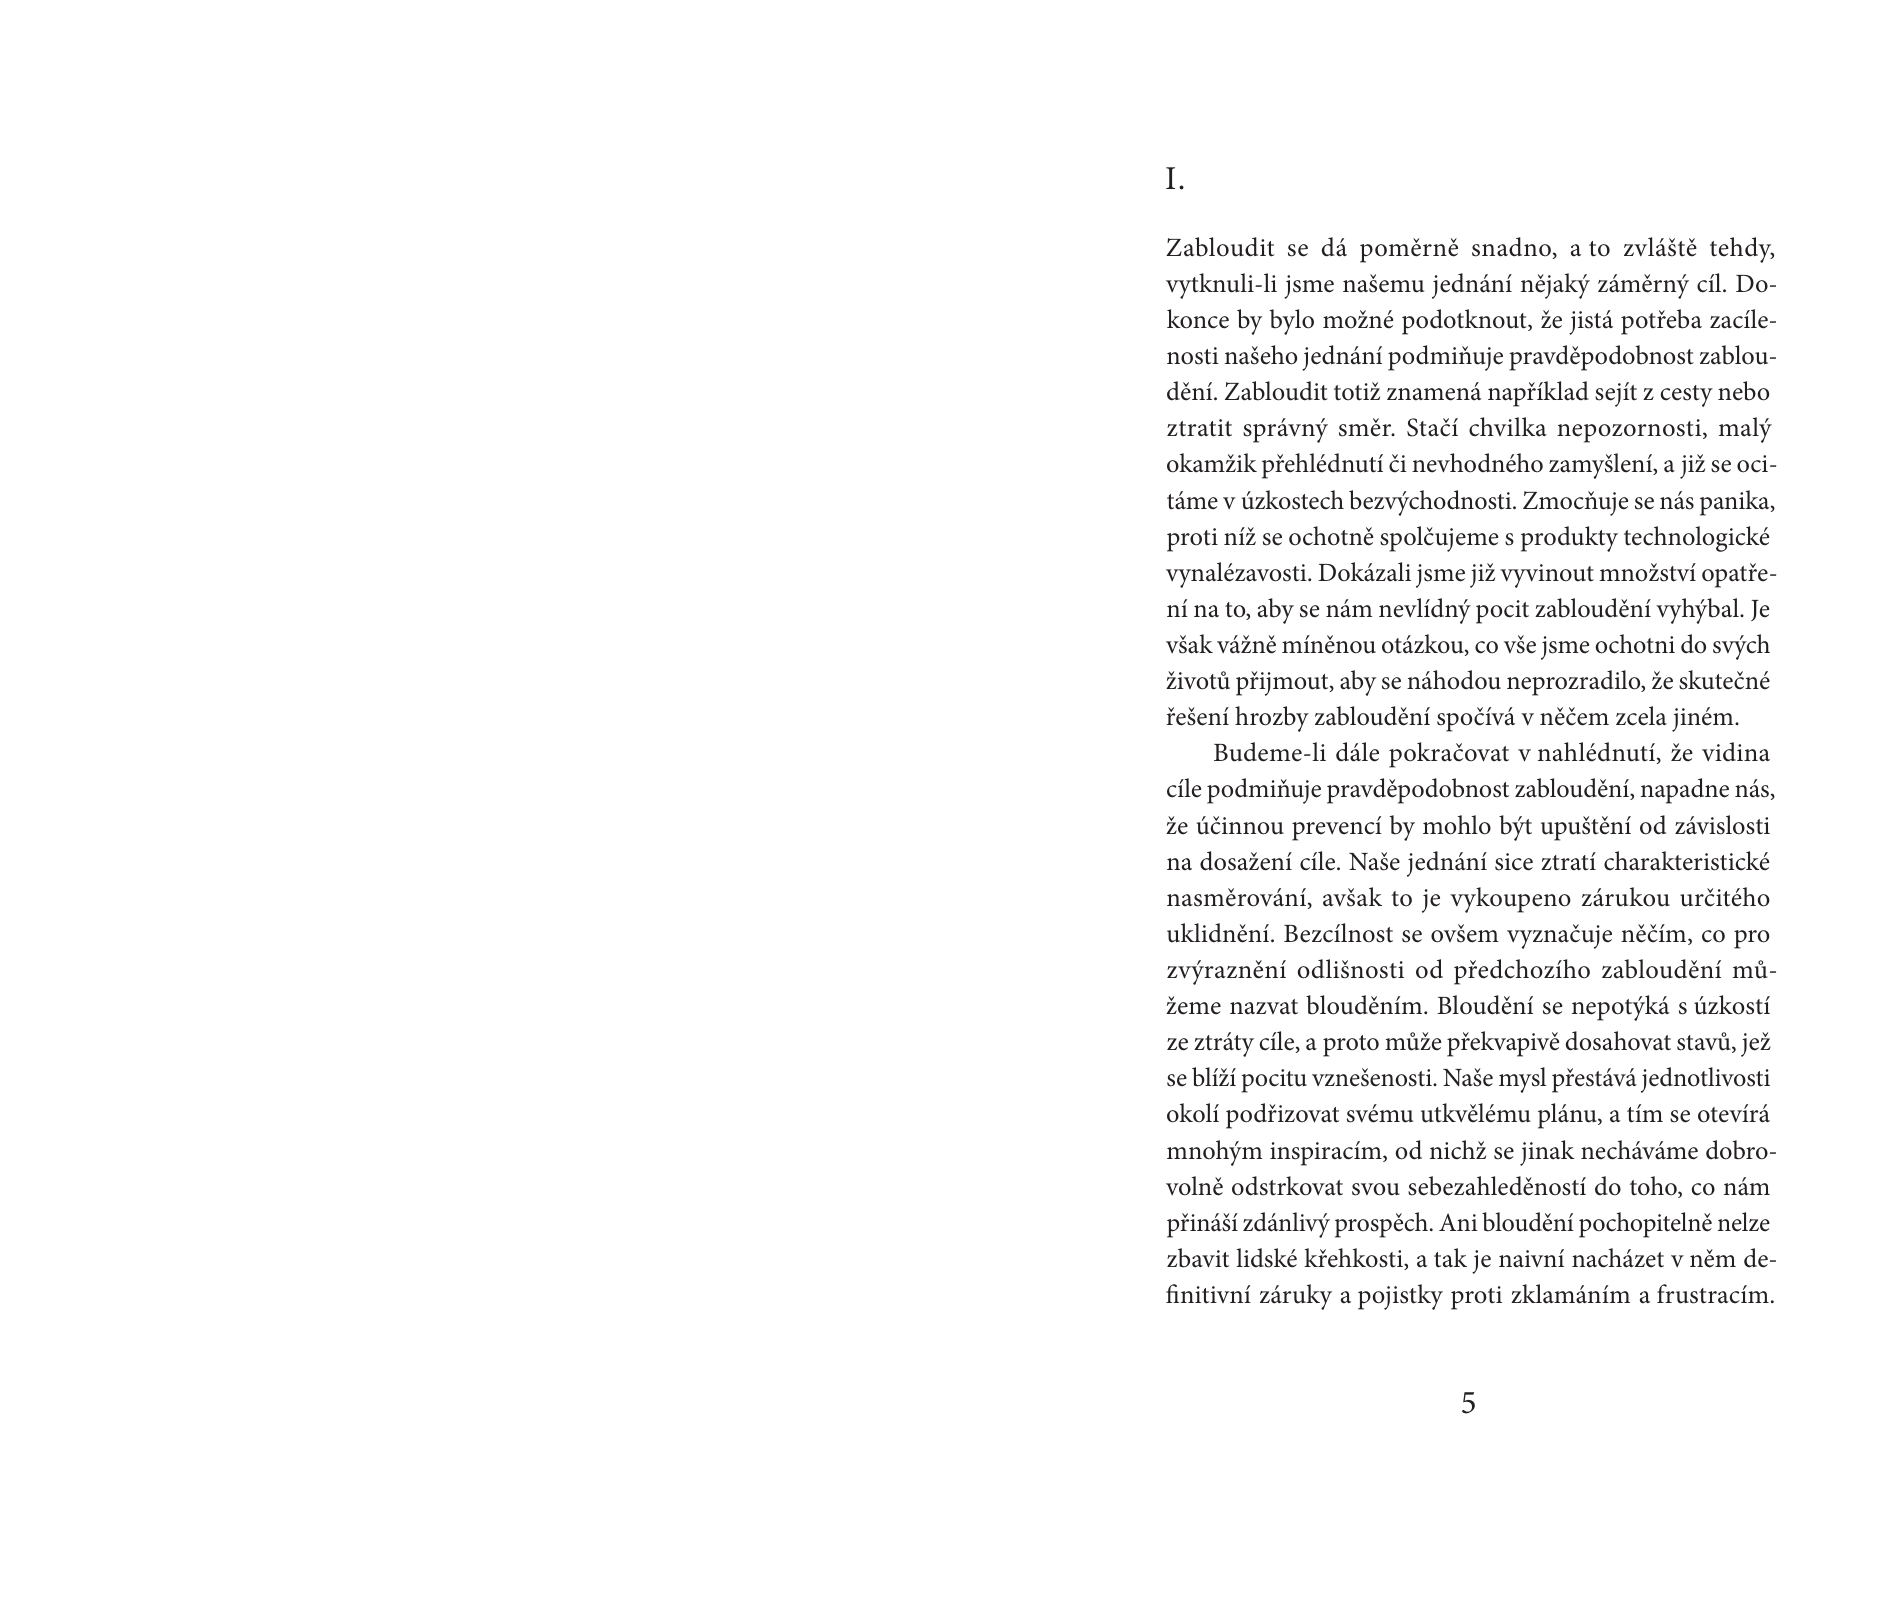 I.
Zabloudit se dá poměrně snadno, a to zvláště tehdy,
vytknuli-li jsme našemu jednání nějaký záměrný cíl. Do-
konce by bylo možné podotknout, že jistá potřeba zacíle-
nosti našeho jednání podmiňuje pravděpodobnost zablou-
dění. Zabloudit totiž znamená například sejít z cesty nebo
ztratit správný směr. Stačí chvilka nepozornosti, malý
okamžik přehlédnutí či nevhodného zamyšlení, a již se oci-
táme v úzkostech bezvýchodnosti. Zmocňuje se nás panika,
proti níž se ochotně spolčujeme s produkty technologické
vynalézavosti. Dokázali jsme již vyvinout množství opatře-
ní na to, aby se nám nevlídný pocit zabloudění vyhýbal. Je
však vážně míněnou otázkou, co vše jsme ochotni do svých
životů přijmout, aby se náhodou neprozradilo, že skutečné
řešení hrozby zabloudění spočívá v něčem zcela jiném.
Budeme-li dále pokračovat v nahlédnutí, že vidina
cíle podmiňuje pravděpodobnost zabloudění, napadne nás,
že účinnou prevencí by mohlo být upuštění od závislosti
na dosažení cíle. Naše jednání sice ztratí charakteristické
nasměrování, avšak to je vykoupeno zárukou určitého
uklidnění. Bezcílnost se ovšem vyznačuje něčím, co pro
zvýraznění odlišnosti od předchozího zabloudění mů-
žeme nazvat blouděním. Bloudění se nepotýká s úzkostí
ze ztráty cíle, a proto může překvapivě dosahovat stavů, jež
se blíží pocitu vznešenosti. Naše mysl přestává jednotlivosti
okolí podřizovat svému utkvělému plánu, a tím se otevírá
mnohým inspiracím, od nichž se jinak necháváme dobro-
volně odstrkovat svou sebezahleděností do toho, co nám
přináší zdánlivý prospěch. Ani bloudění pochopitelně nelze
zbavit lidské křehkosti, a tak je naivní nacházet v něm de-
finitivní záruky a pojistky proti zklamáním a frustracím.
5